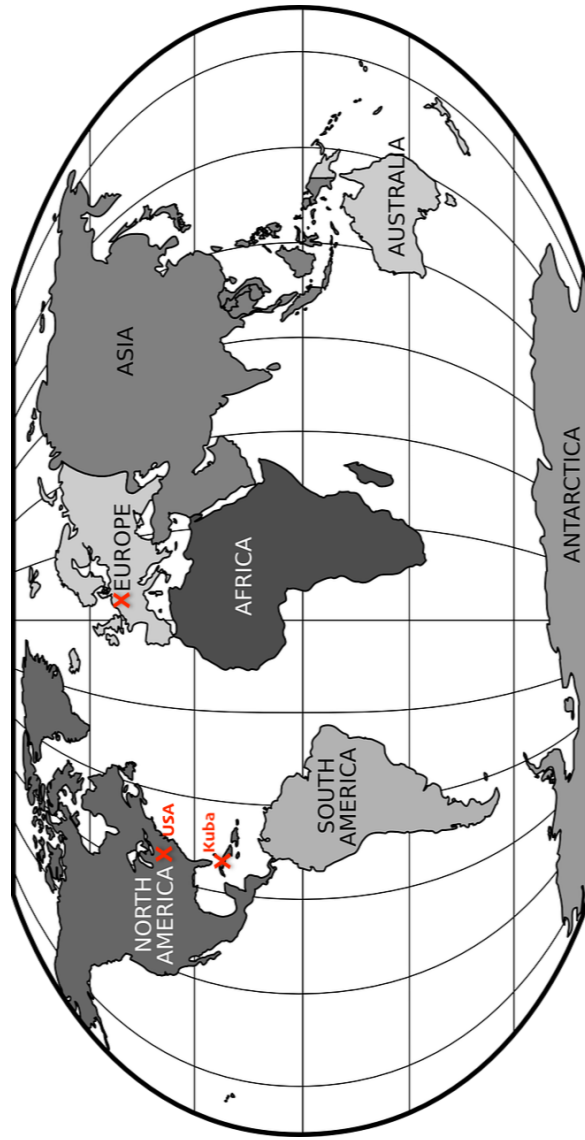 NORTH
AMERICA
USA
Kuba
SOUTH
AMERICA
EUROPE
AFRICA
ASIA
AUSTRALIA
ANTARCTICA